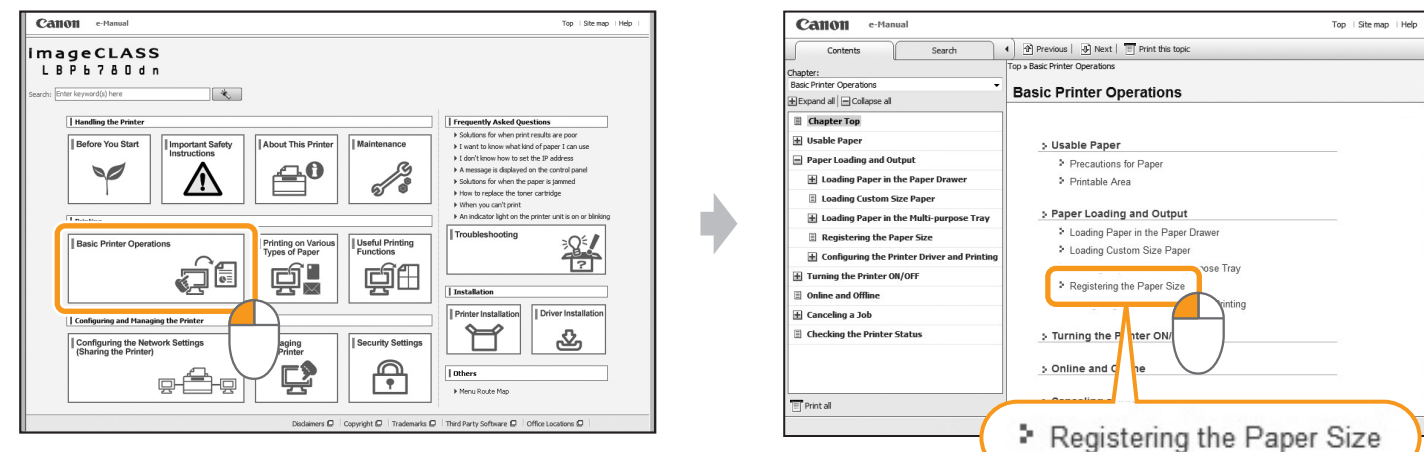 Canon e-Manual
Top | Site map | Help |
imageCLASS
LBP6780dn
Search: Enter keyword(s) here
Handling the Printer
Before You Start
Important Safety
Instructions
About This Printer
Maintenance
Printing
Basic Printer Operations
Printing on Various
Types of Paper
Useful Printing
Functions
Configuring and Managing the Printer
Configuring the Network Settings
(Sharing the Printer)
aging
Printer
Security Settings
Frequently Asked Questions
Solutions for when print results are poor
I want to know what kind of paper I can use
I don't know how to set the IP address
A message is displayed on the control panel
Solutions for when the paper is jammed
How to replace the toner cartridge
When you can't print
An indicator light on the printer unit is on or blinking
Troubleshooting
Installation
Printer Installation
Driver Installation
Others
Menu Route Map
Disclaimers | Copyright | Trademarks | Third Party Software | Office Locations
Canon e-Manual
Top | Site map | Help
Contents
Search
Previous | Next | Print this topic
Chapter:
Basic Printer Operations
Expand all | Collapse all
Chapter Top
Usable Paper
Paper Loading and Output
Loading Paper in the Paper Drawer
Loading Custom Size Paper
Loading Paper in the Multi-purpose Tray
Registering the Paper Size
Configuring the Printer Driver and Printing
Turning the Printer ON/OFF
Online and Offline
Canceling a Job
Checking the Printer Status
Print all
Top » Basic Printer Operations
Basic Printer Operations
Usable Paper
Precautions for Paper
Printable Area
Paper Loading and Output
Loading Paper in the Paper Drawer
Loading Custom Size Paper
pose Tray
Registering the Paper Size
rinting
Turning the Printer ON/
Online and O
Registering the Paper Size